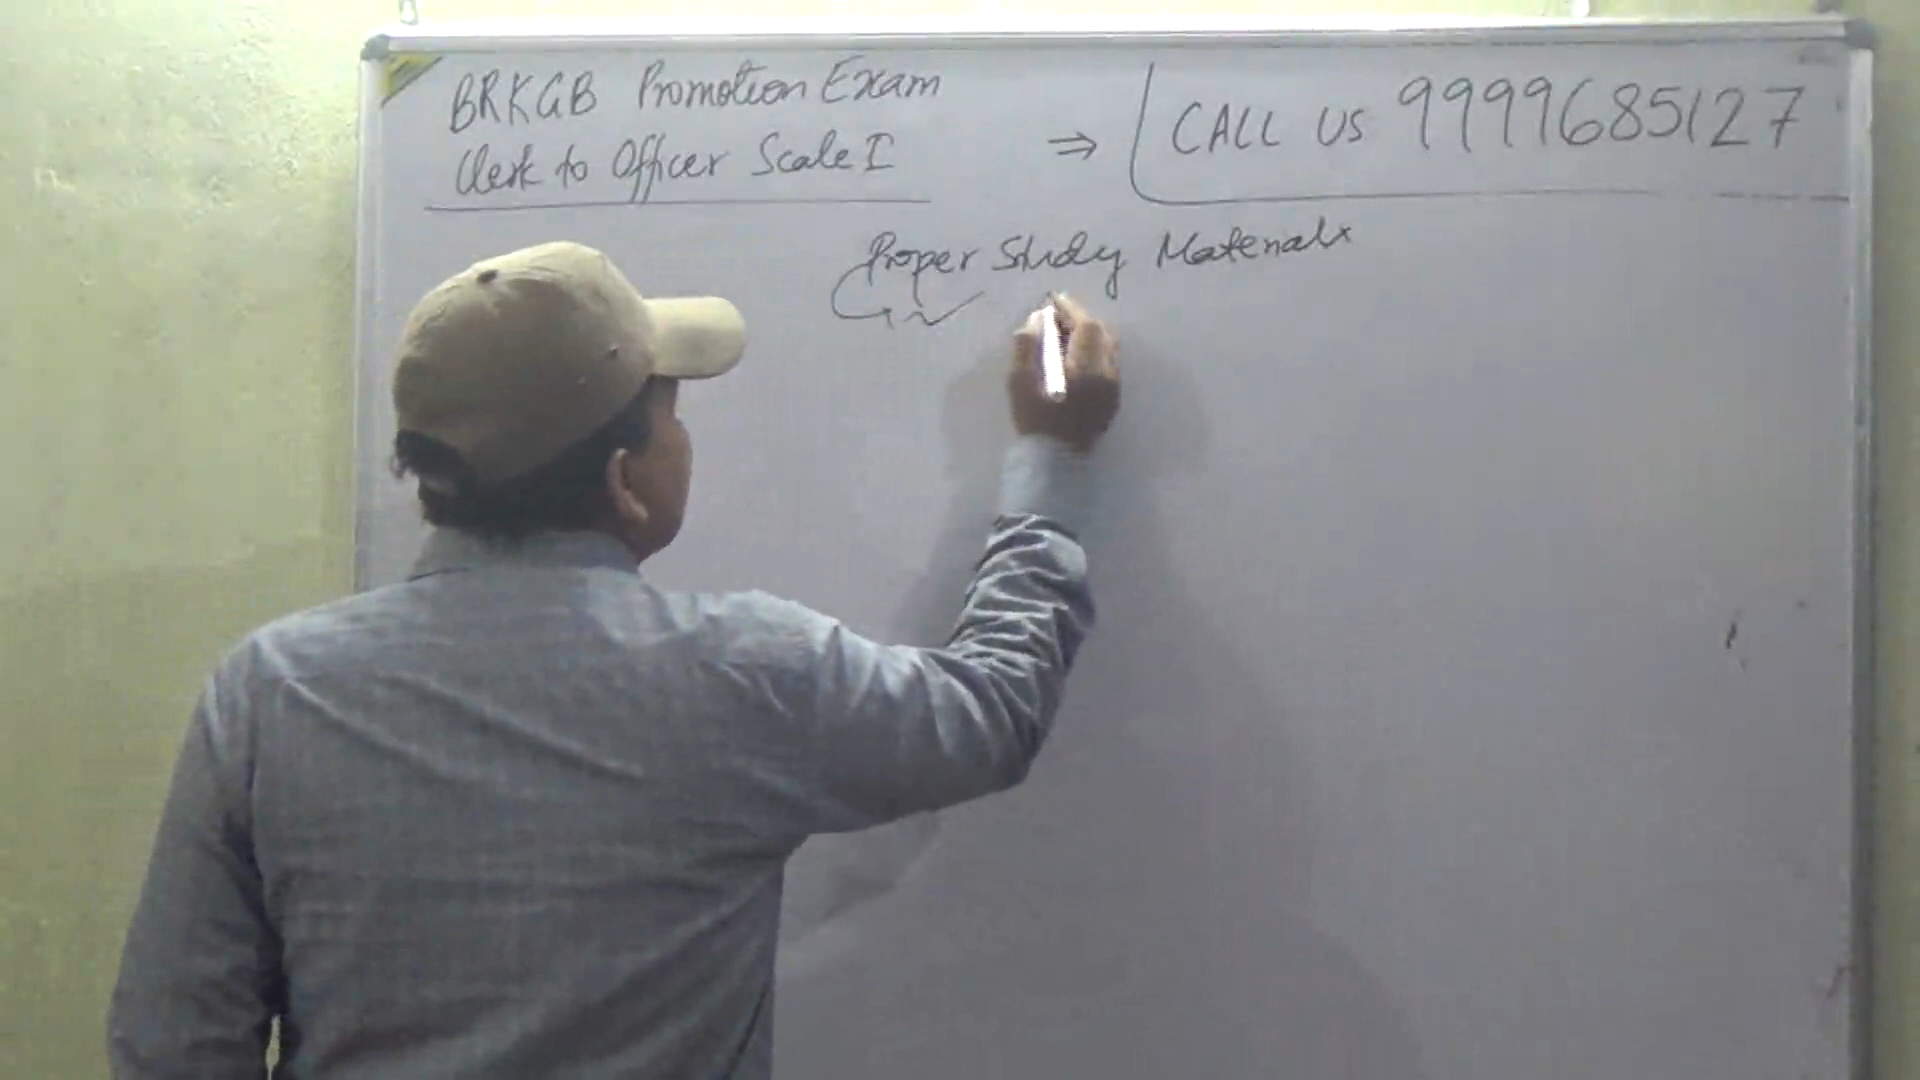 BRKGB Promotion Exam
Clerk to Officer Scale I
⇒ CALL US 9999685127
Proper Study Materials